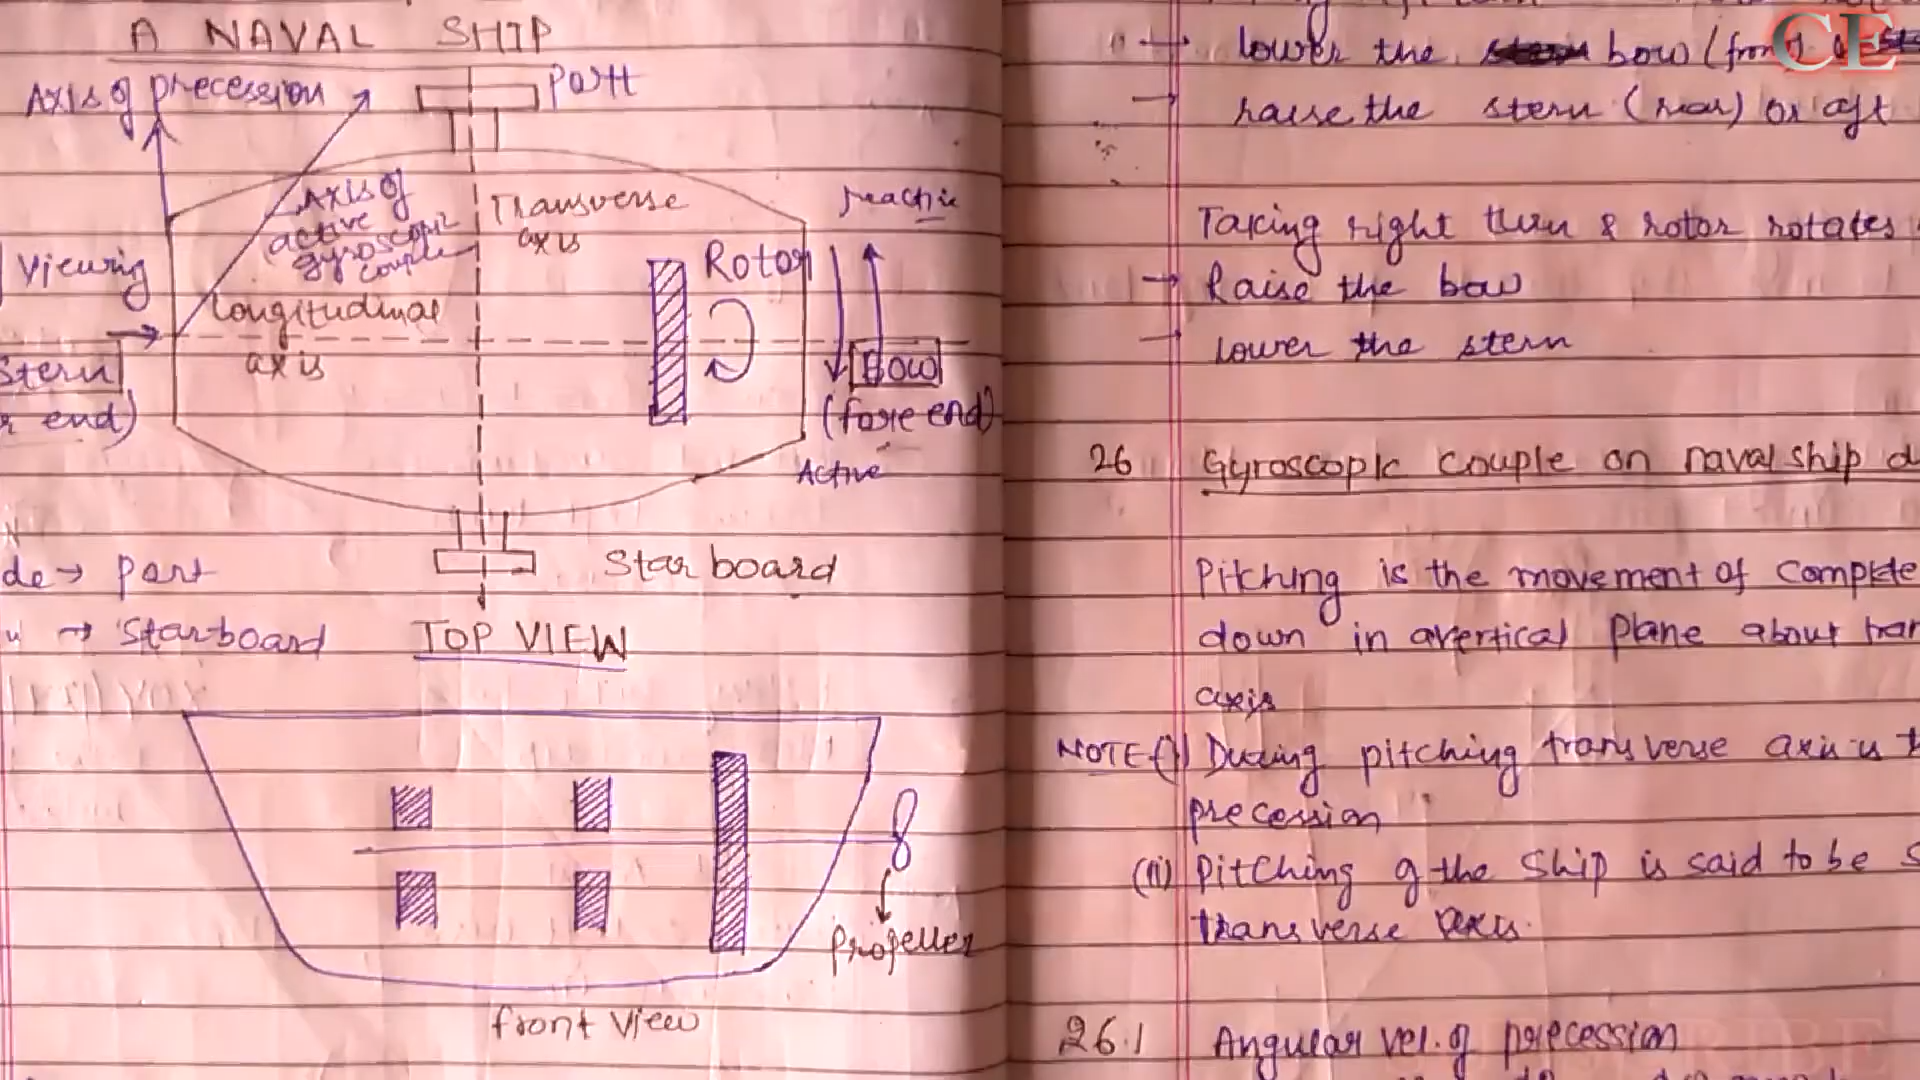 A NAVAL SHIP
Axis of precession
Port
Axis of
active
gyroscopic
couple
Transverse
axis
Viewing
Longitudinal
axis
Rotor
Stern
r end)
Bow
(fore end)
Active
de → port
→ Starboard
Starboard
TOP VIEW
Propeller
front view
→ lower the bow (front
→ raise the stern (rear) or aft
Taking right turn & rotor rotates
→ Raise the bow
→ lower the stern
26 Gyroscopic couple on naval ship d
Pitching is the movement of complete
down in a vertical plane about tran
axis
NOTE (i) During pitching transverse axis is t
precession
(ii) Pitching of the ship is said to be S
transverse axis.
26.1 Angular vel. of precession
CE